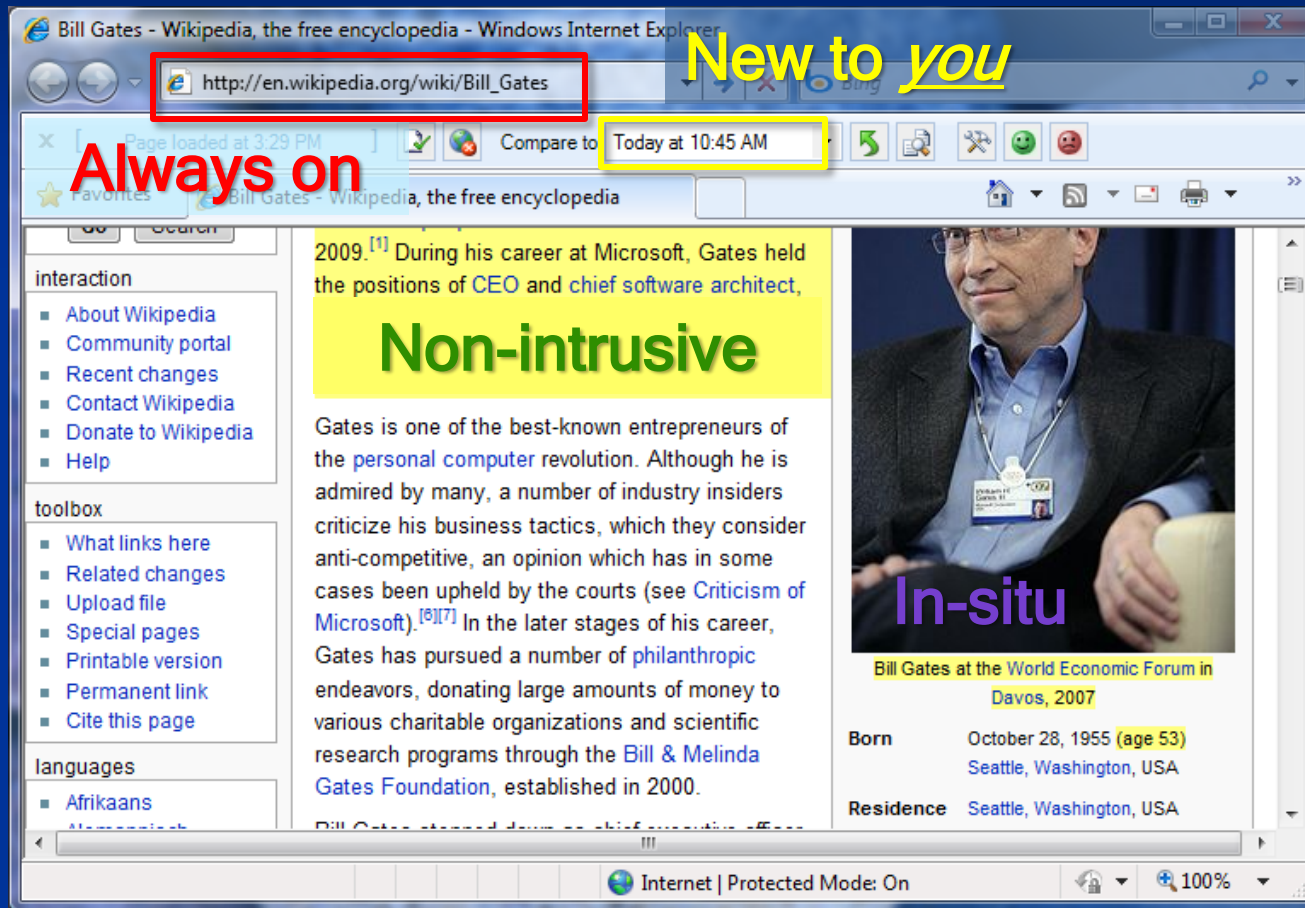 Bill Gates - Wikipedia, the free encyclopedia - Windows Internet Explorer
New to you
http://en.wikipedia.org/wiki/Bill_Gates
Bing
Page loaded at 3:29 PM
Compare to
Today at 10:45 AM
Always on
Favorites
Bill Gates - Wikipedia, the free encyclopedia
Go
Search
interaction
About Wikipedia
Community portal
Recent changes
Contact Wikipedia
Donate to Wikipedia
Help
toolbox
What links here
Related changes
Upload file
Special pages
Printable version
Permanent link
Cite this page
languages
Afrikaans
2009.[1] During his career at Microsoft, Gates held
the positions of CEO and chief software architect,
Non-intrusive
Gates is one of the best-known entrepreneurs of
the personal computer revolution. Although he is
admired by many, a number of industry insiders
criticize his business tactics, which they consider
anti-competitive, an opinion which has in some
cases been upheld by the courts (see Criticism of
Microsoft).[6][7] In the later stages of his career,
Gates has pursued a number of philanthropic
endeavors, donating large amounts of money to
various charitable organizations and scientific
research programs through the Bill & Melinda
Gates Foundation, established in 2000.
Bill Gates stepped down as chief executive officer
In-situ
Bill Gates at the World Economic Forum in
Davos, 2007
Born October 28, 1955 (age 53)
Seattle, Washington, USA
Residence Seattle, Washington, USA
Internet | Protected Mode: On
100%